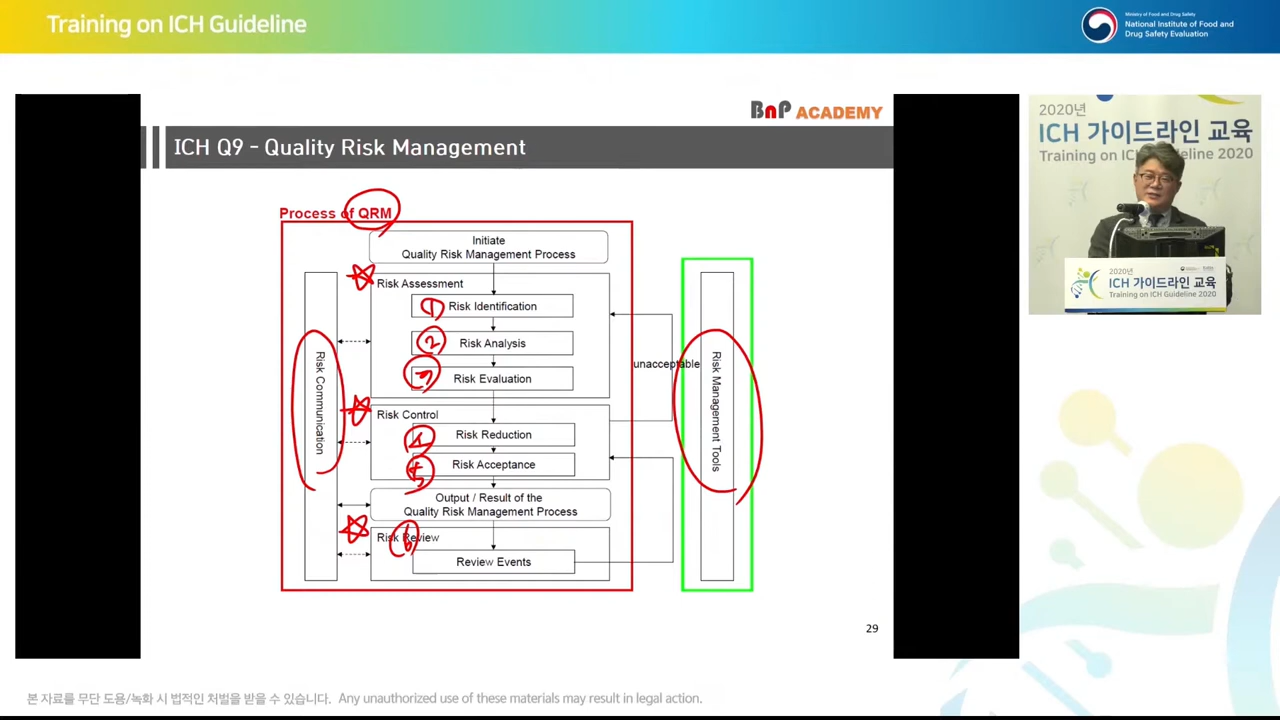 Training on ICH Guideline
Ministry of Food and Drug Safety
National Institute of Food and
Drug Safety Evaluation
BnP ACADEMY
ICH Q9 - Quality Risk Management
Process of QRM
Initiate
Quality Risk Management Process
Risk Assessment
1 Risk Identification
2 Risk Analysis
3 Risk Evaluation
Risk Control
4 Risk Reduction
5 Risk Acceptance
Output / Result of the
Quality Risk Management Process
Risk Review
6
Review Events
Risk Communication
unacceptable
Risk Management Tools
29
2020년
ICH 가이드라인 교육
Training on ICH Guideline 2020
2020년
ICH 가이드라인 교육
Training on ICH Guideline 2020
본 자료를 무단 도용/녹화 시 법적인 처벌을 받을 수 있습니다. Any unauthorized use of these materials may result in legal action.